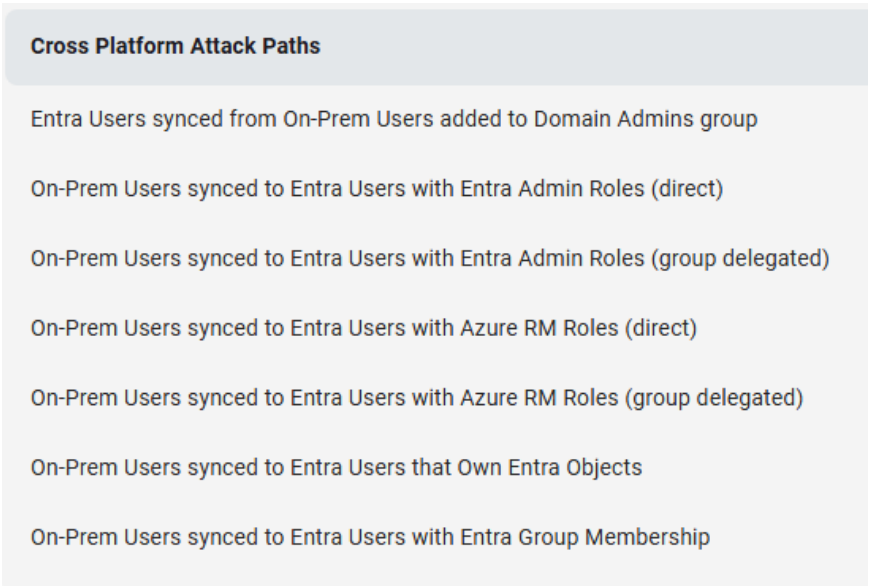 Cross Platform Attack Paths
Entra Users synced from On-Prem Users added to Domain Admins group
On-Prem Users synced to Entra Users with Entra Admin Roles (direct)
On-Prem Users synced to Entra Users with Entra Admin Roles (group delegated)
On-Prem Users synced to Entra Users with Azure RM Roles (direct)
On-Prem Users synced to Entra Users with Azure RM Roles (group delegated)
On-Prem Users synced to Entra Users that Own Entra Objects
On-Prem Users synced to Entra Users with Entra Group Membership